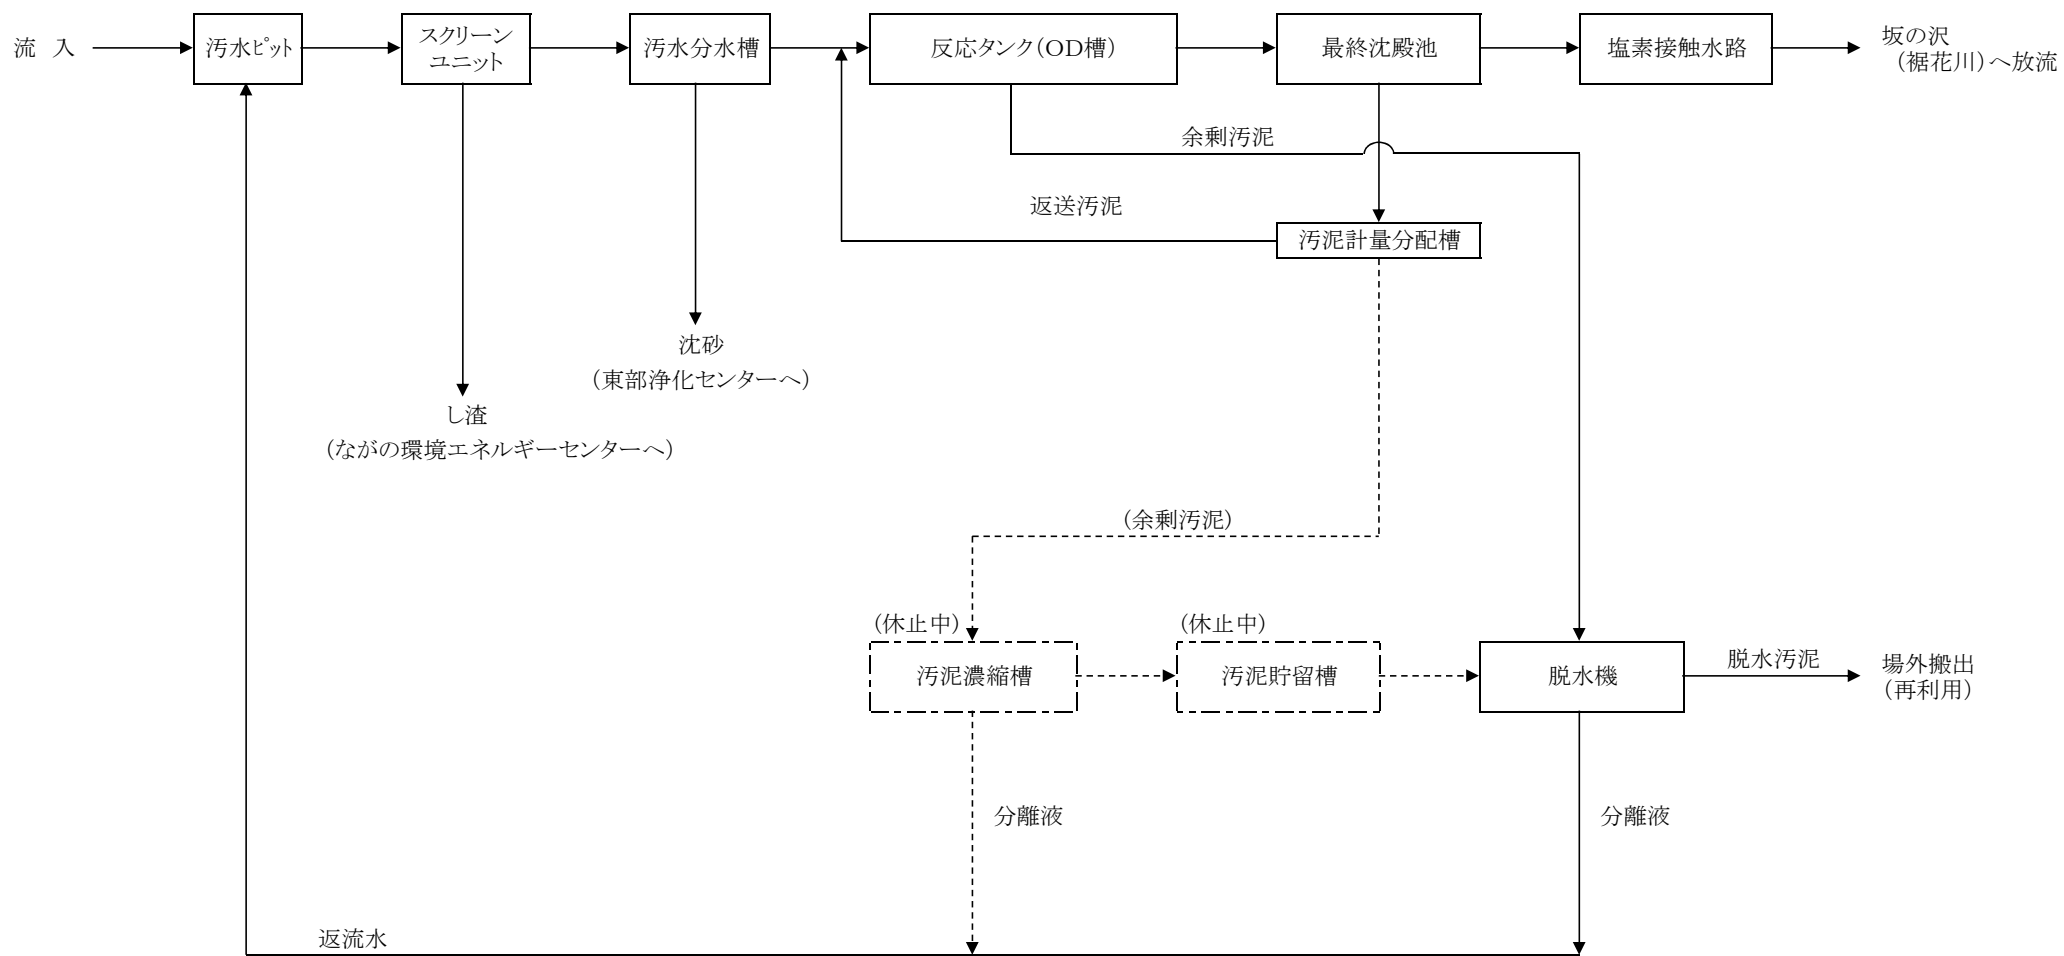 流 入
汚水ピット
スクリーン
ユニット
汚水分水槽
反応タンク(OD槽)
最終沈殿池
塩素接触水路
坂の沢
(裾花川)へ放流
余剰汚泥
返送汚泥
汚泥計量分配槽
沈砂
(東部浄化センターへ)
し渣
(ながの環境エネルギーセンターへ)
(余剰汚泥)
(休止中)
(休止中)
汚泥濃縮槽
汚泥貯留槽
脱水機
脱水汚泥
場外搬出
(再利用)
分離液
分離液
返流水